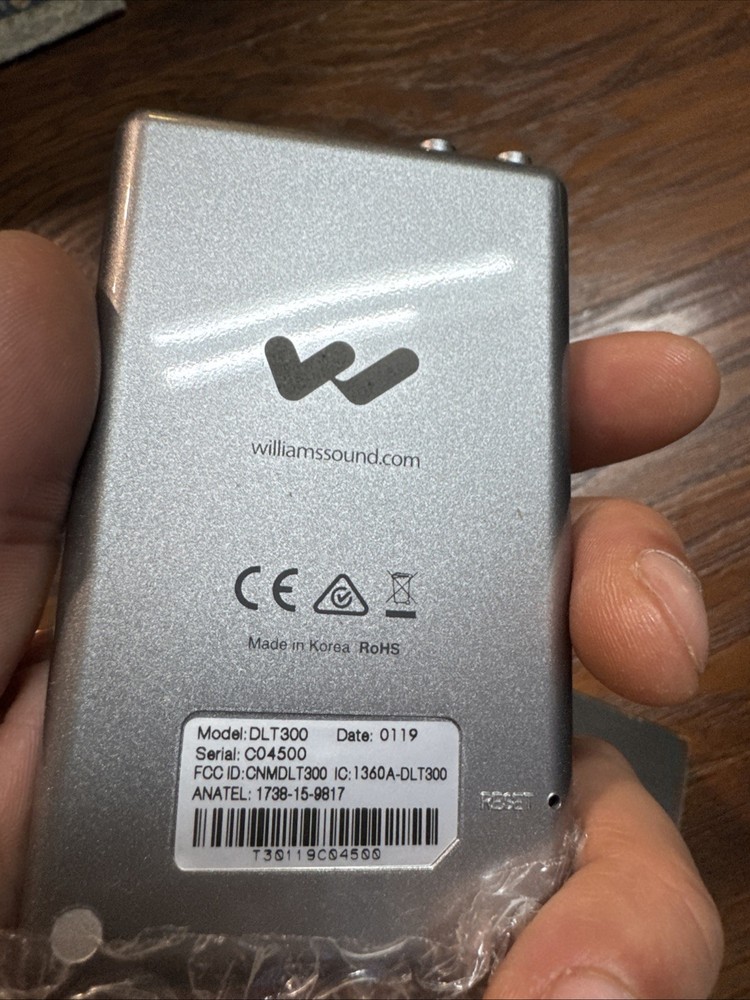 williamssound.com
CE
Made in Korea RoHS
Model: DLT300 Date: 0119
Serial: C04500
FCC ID:CNMDLT300 IC:1360A-DLT300
ANATEL: 1738-15-9817
T30119C04500
RESET